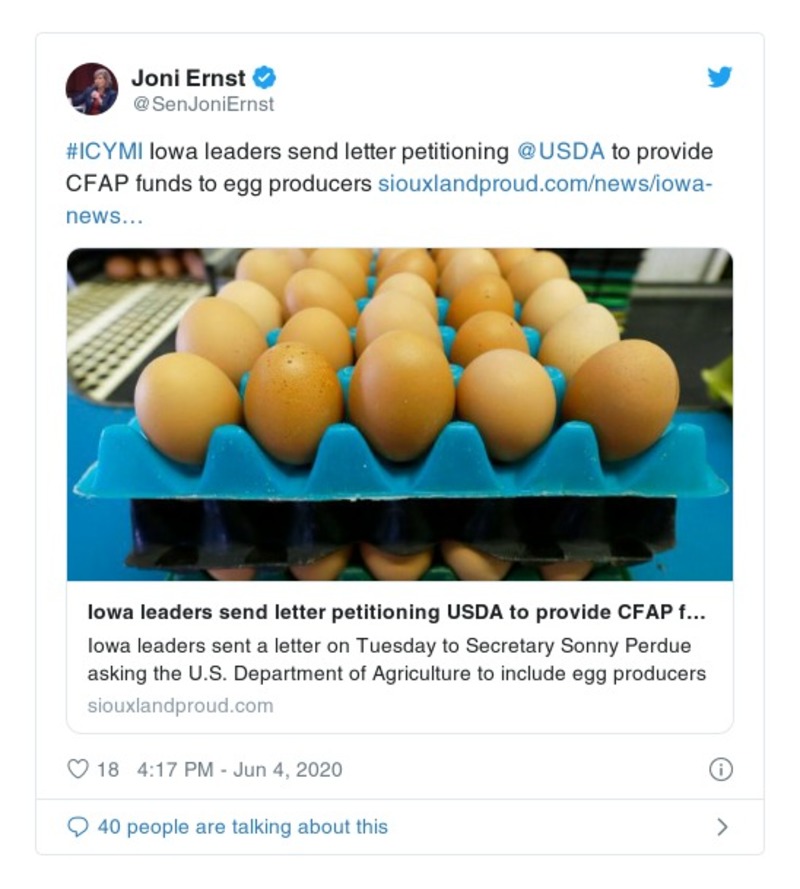 Joni Ernst
@SenJoniErnst
#ICYMI Iowa leaders send letter petitioning @USDA to provide
CFAP funds to egg producers siouxlandproud.com/news/iowa-
news…
Iowa leaders send letter petitioning USDA to provide CFAP f...
Iowa leaders sent a letter on Tuesday to Secretary Sonny Perdue
asking the U.S. Department of Agriculture to include egg producers
siouxlandproud.com
18 4:17 PM - Jun 4, 2020
40 people are talking about this